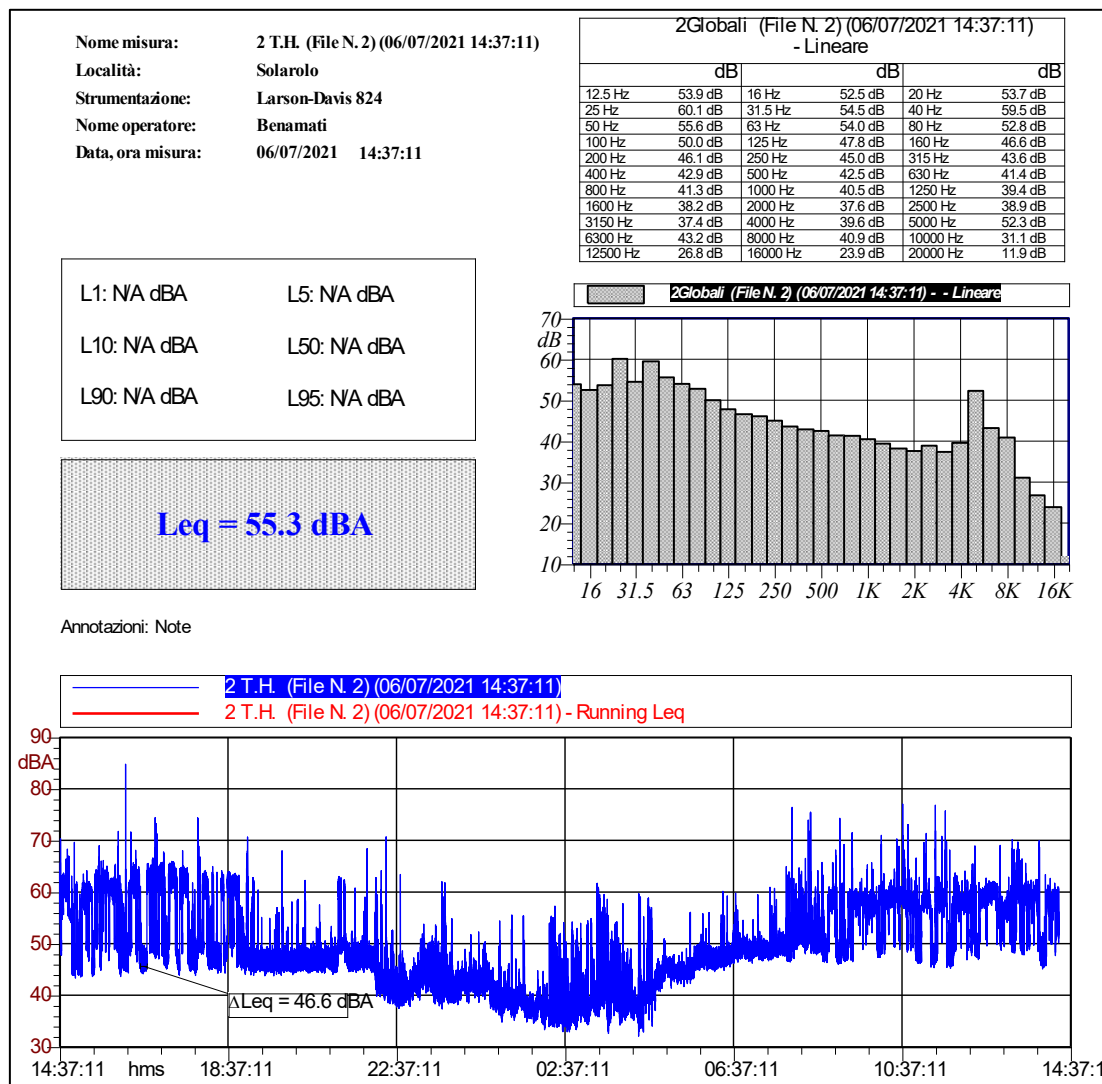 Nome misura: 2 T.H. (File N. 2) (06/07/2021 14:37:11)
Località: Solarolo
Strumentazione: Larson-Davis 824
Nome operatore: Benamati
Data, ora misura: 06/07/2021 14:37:11
2Globali (File N. 2) (06/07/2021 14:37:11)
- Lineare
dB dB dB
12.5 Hz 53.9 dB 16 Hz 52.5 dB 20 Hz 53.7 dB
25 Hz 60.1 dB 31.5 Hz 54.5 dB 40 Hz 59.5 dB
50 Hz 55.6 dB 63 Hz 54.0 dB 80 Hz 52.8 dB
100 Hz 50.0 dB 125 Hz 47.8 dB 160 Hz 46.6 dB
200 Hz 46.1 dB 250 Hz 45.0 dB 315 Hz 43.6 dB
400 Hz 42.9 dB 500 Hz 42.5 dB 630 Hz 41.4 dB
800 Hz 41.3 dB 1000 Hz 40.5 dB 1250 Hz 39.4 dB
1600 Hz 38.2 dB 2000 Hz 37.6 dB 2500 Hz 38.9 dB
3150 Hz 37.4 dB 4000 Hz 39.6 dB 5000 Hz 52.3 dB
6300 Hz 43.2 dB 8000 Hz 40.9 dB 10000 Hz 31.1 dB
12500 Hz 26.8 dB 16000 Hz 23.9 dB 20000 Hz 11.9 dB
L1: N/A dBA L5: N/A dBA
L10: N/A dBA L50: N/A dBA
L90: N/A dBA L95: N/A dBA
Leq = 55.3 dBA
2Globali (File N. 2) (06/07/2021 14:37:11) - - Lineare
70
dB
60
50
40
30
20
10
16 31.5 63 125 250 500 1K 2K 4K 8K 16K
Annotazioni: Note
2 T.H. (File N. 2) (06/07/2021 14:37:11)
2 T.H. (File N. 2) (06/07/2021 14:37:11) - Running Leq
90
dBA
80
70
60
50
40
30
ΔLeq = 46.6 dBA
14:37:11 hms 18:37:11 22:37:11 02:37:11 06:37:11 10:37:11 14:37:1